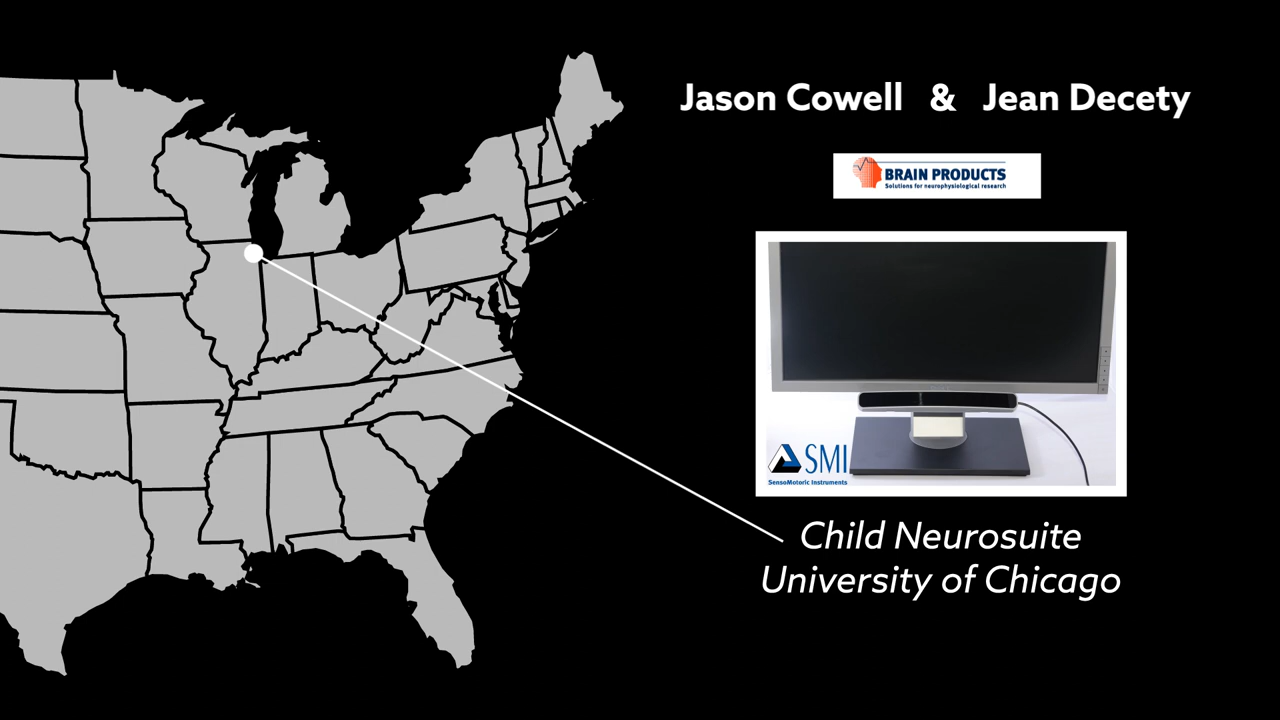 Jason Cowell & Jean Decety
BRAIN PRODUCTS
Solutions for neurophysiological research
SMI
SensoMotoric Instruments
Child Neurosuite
University of Chicago